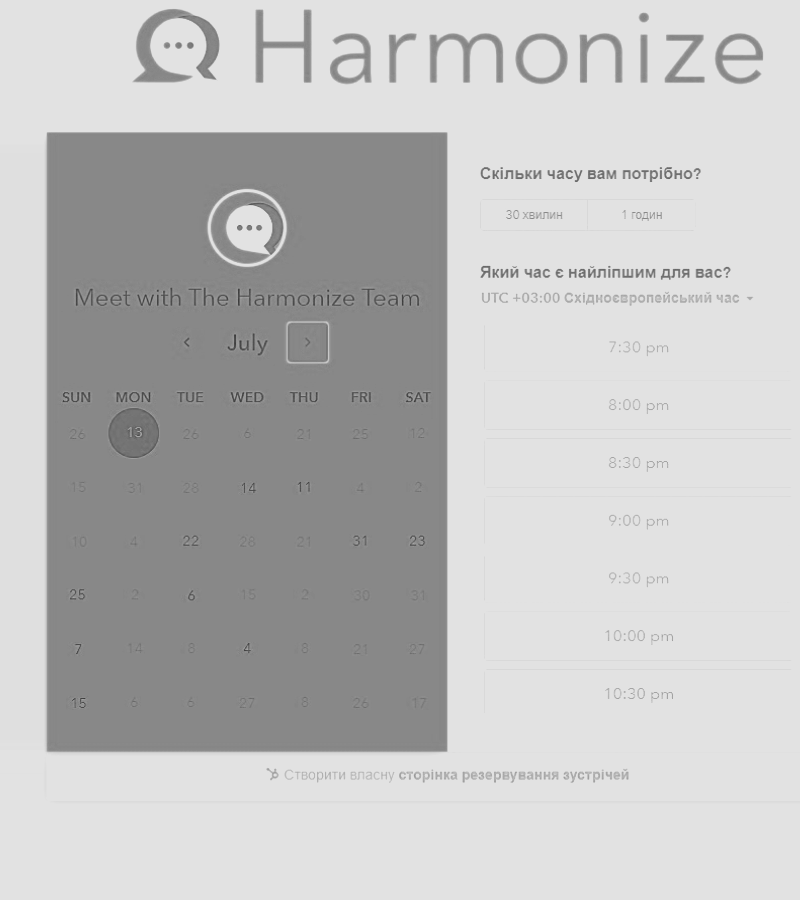 Harmonize
Meet with The Harmonize Team
July
SUN MON TUE WED THU FRI SAT
26 13 26 6 21 25 12
15 31 28 14 11 4 2
10 4 22 28 21 31 23
25 2 6 15 2 30 31
7 14 8 4 8 21 27
15 6 6 27 8 26 17
Скільки часу вам потрібно?
30 хвилин 1 годин
Який час є найліпшим для вас?
UTC +03:00 Східноєвропейський час
7:30 pm
8:00 pm
8:30 pm
9:00 pm
9:30 pm
10:00 pm
10:30 pm
Створити власну сторінка резервування зустрічей